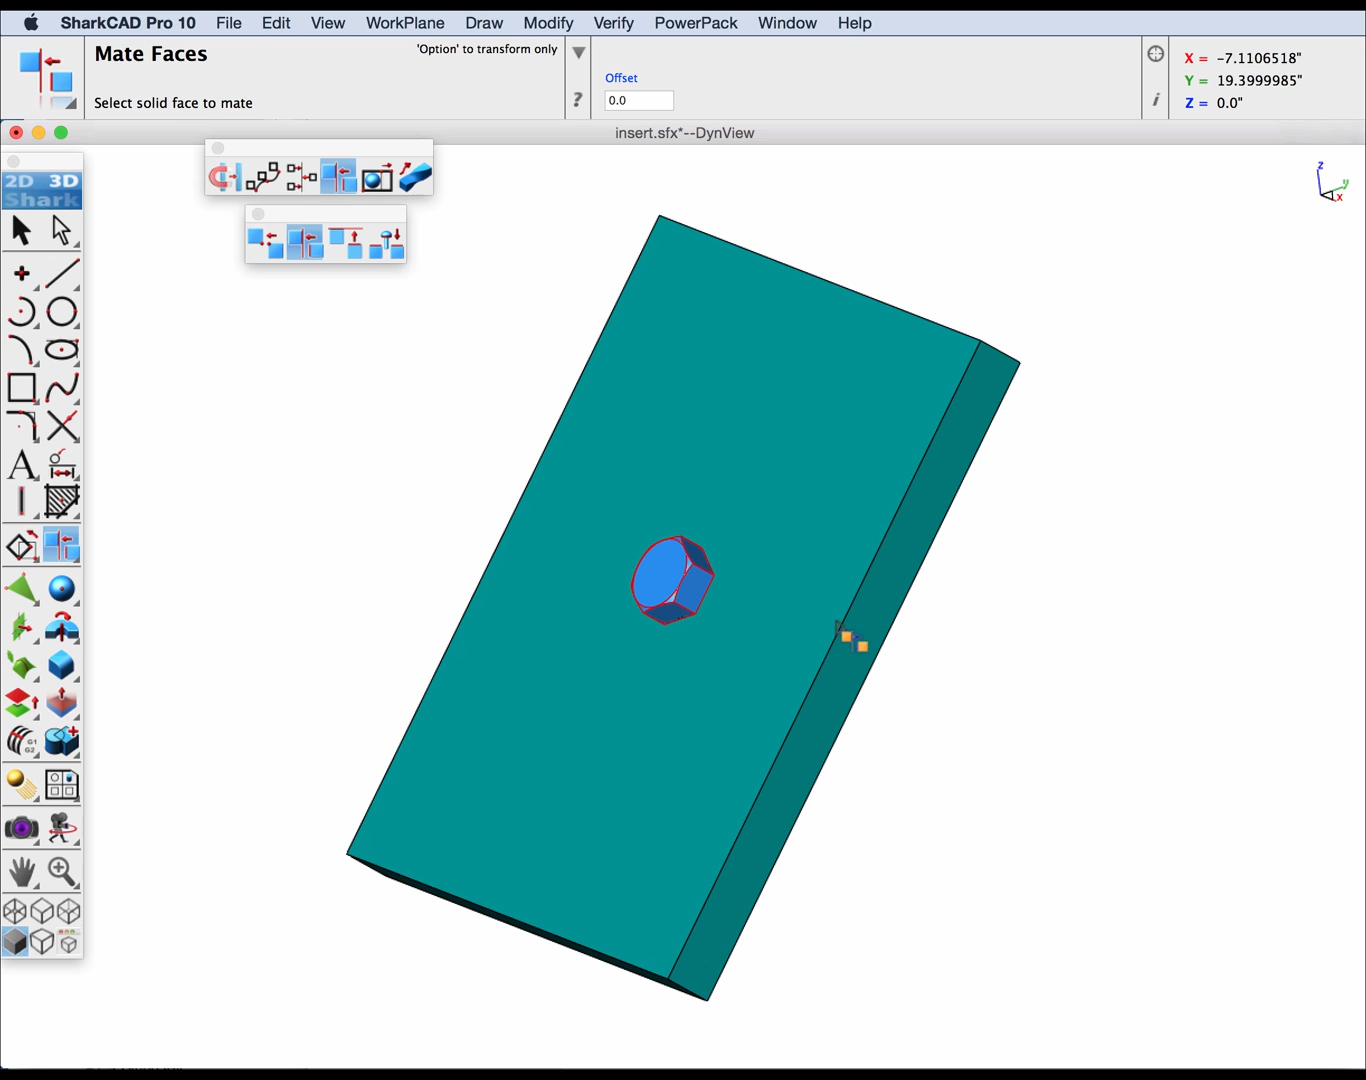 SharkCAD Pro 10 File Edit View WorkPlane Draw Modify Verify PowerPack Window Help
Mate Faces
'Option' to transform only
Select solid face to mate
?
Offset
0.0
i
X = -7.1106518"
Y = 19.3999985"
Z = 0.0"
insert.sfx*--DynView
2D 3D
Shark
A
G1
G2
z
y
x